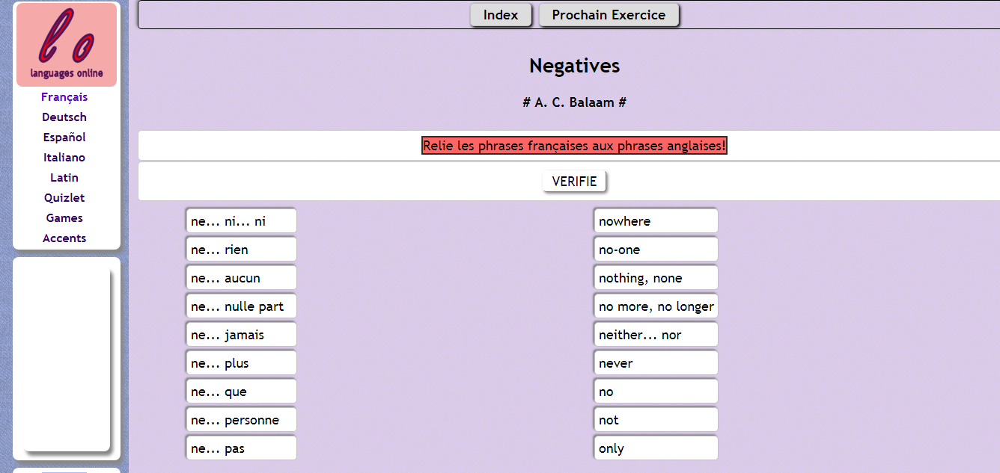 lo
languages online
Français
Deutsch
Español
Italiano
Latin
Quizlet
Games
Accents
Index Prochain Exercice
Negatives
# A. C. Balaam #
Relie les phrases françaises aux phrases anglaises!
VERIFIE
ne... ni... ni nowhere
ne... rien no-one
ne... aucun nothing, none
ne... nulle part no more, no longer
ne... jamais neither... nor
ne... plus never
ne... que no
ne... personne not
ne... pas only